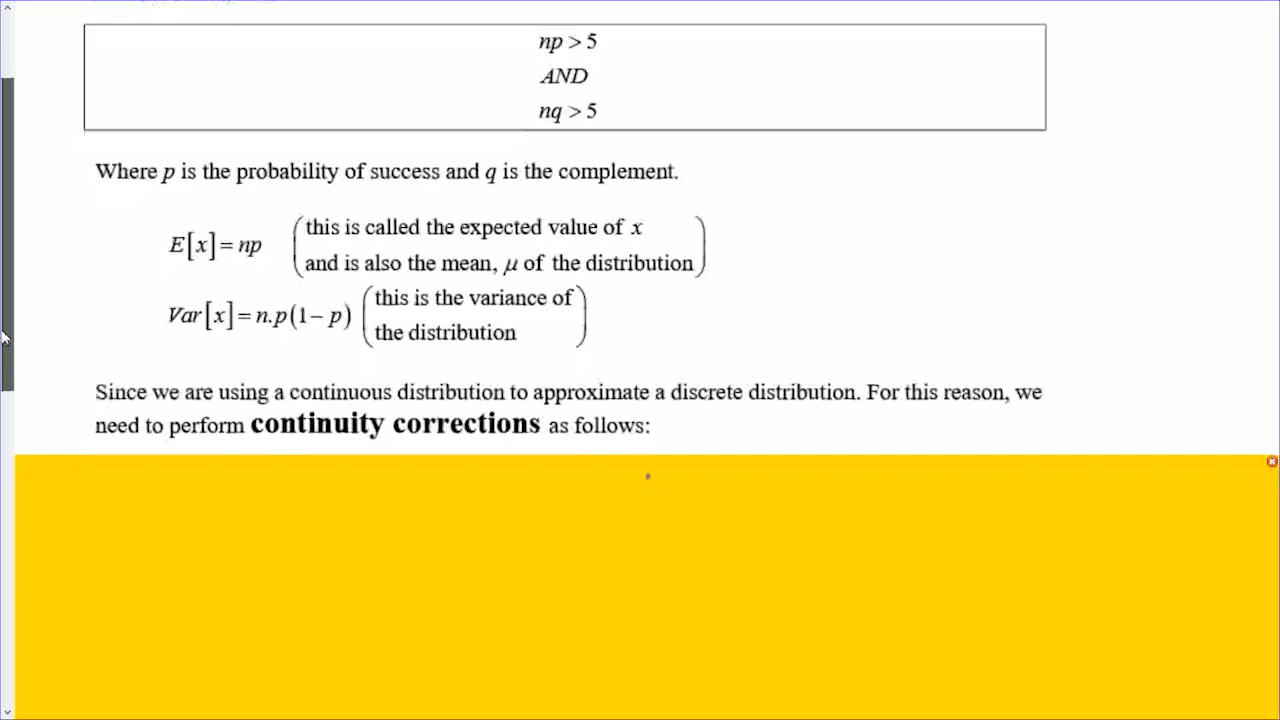 np > 5
AND
nq > 5
Where p is the probability of success and q is the complement.
E[x] = np (this is called the expected value of x
and is also the mean, μ of the distribution)
Var[x] = n.p(1− p) (this is the variance of
the distribution)
Since we are using a continuous distribution to approximate a discrete distribution. For this reason, we
need to perform continuity corrections as follows: